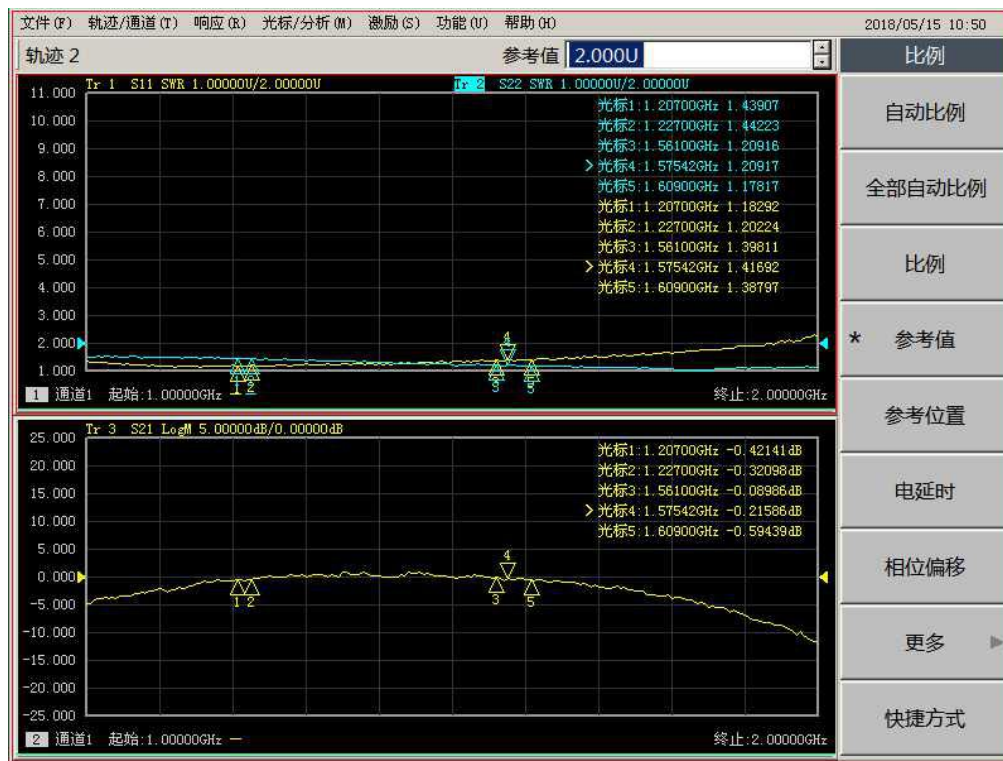 文件(F) 轨迹/通道(T) 响应(R) 光标/分析(M) 激励(S) 功能(U) 帮助(H) 2018/05/15 10:50
轨迹 2 参考值 2.000U 比例
Tr 1 S11 SWR 1.00000U/2.00000U Tr 2 S22 SWR 1.00000U/2.00000U
11.000
10.000
9.000
8.000
7.000
6.000
5.000
4.000
3.000
2.000
1.000
光标1:1.20700GHz 1.43907
光标2:1.22700GHz 1.44223
光标3:1.56100GHz 1.20916
>光标4:1.57542GHz 1.20917
光标5:1.60900GHz 1.17817
光标1:1.20700GHz 1.18292
光标2:1.22700GHz 1.20224
光标3:1.56100GHz 1.39811
>光标4:1.57542GHz 1.41692
光标5:1.60900GHz 1.38797
4
1 2 3 5
1 通道1 起始:1.00000GHz 终止:2.00000GHz
Tr 3 S21 LogM 5.00000dB/0.00000dB
25.000
20.000
15.000
10.000
5.000
0.000
-5.000
-10.000
-15.000
-20.000
-25.000
光标1:1.20700GHz -0.42141dB
光标2:1.22700GHz -0.32098dB
光标3:1.56100GHz -0.08986dB
>光标4:1.57542GHz -0.21586dB
光标5:1.60900GHz -0.59439dB
4
1 2 3 5
2 通道1 起始:1.00000GHz — 终止:2.00000GHz
自动比例
全部自动比例
比例
* 参考值
参考位置
电延时
相位偏移
更多
快捷方式